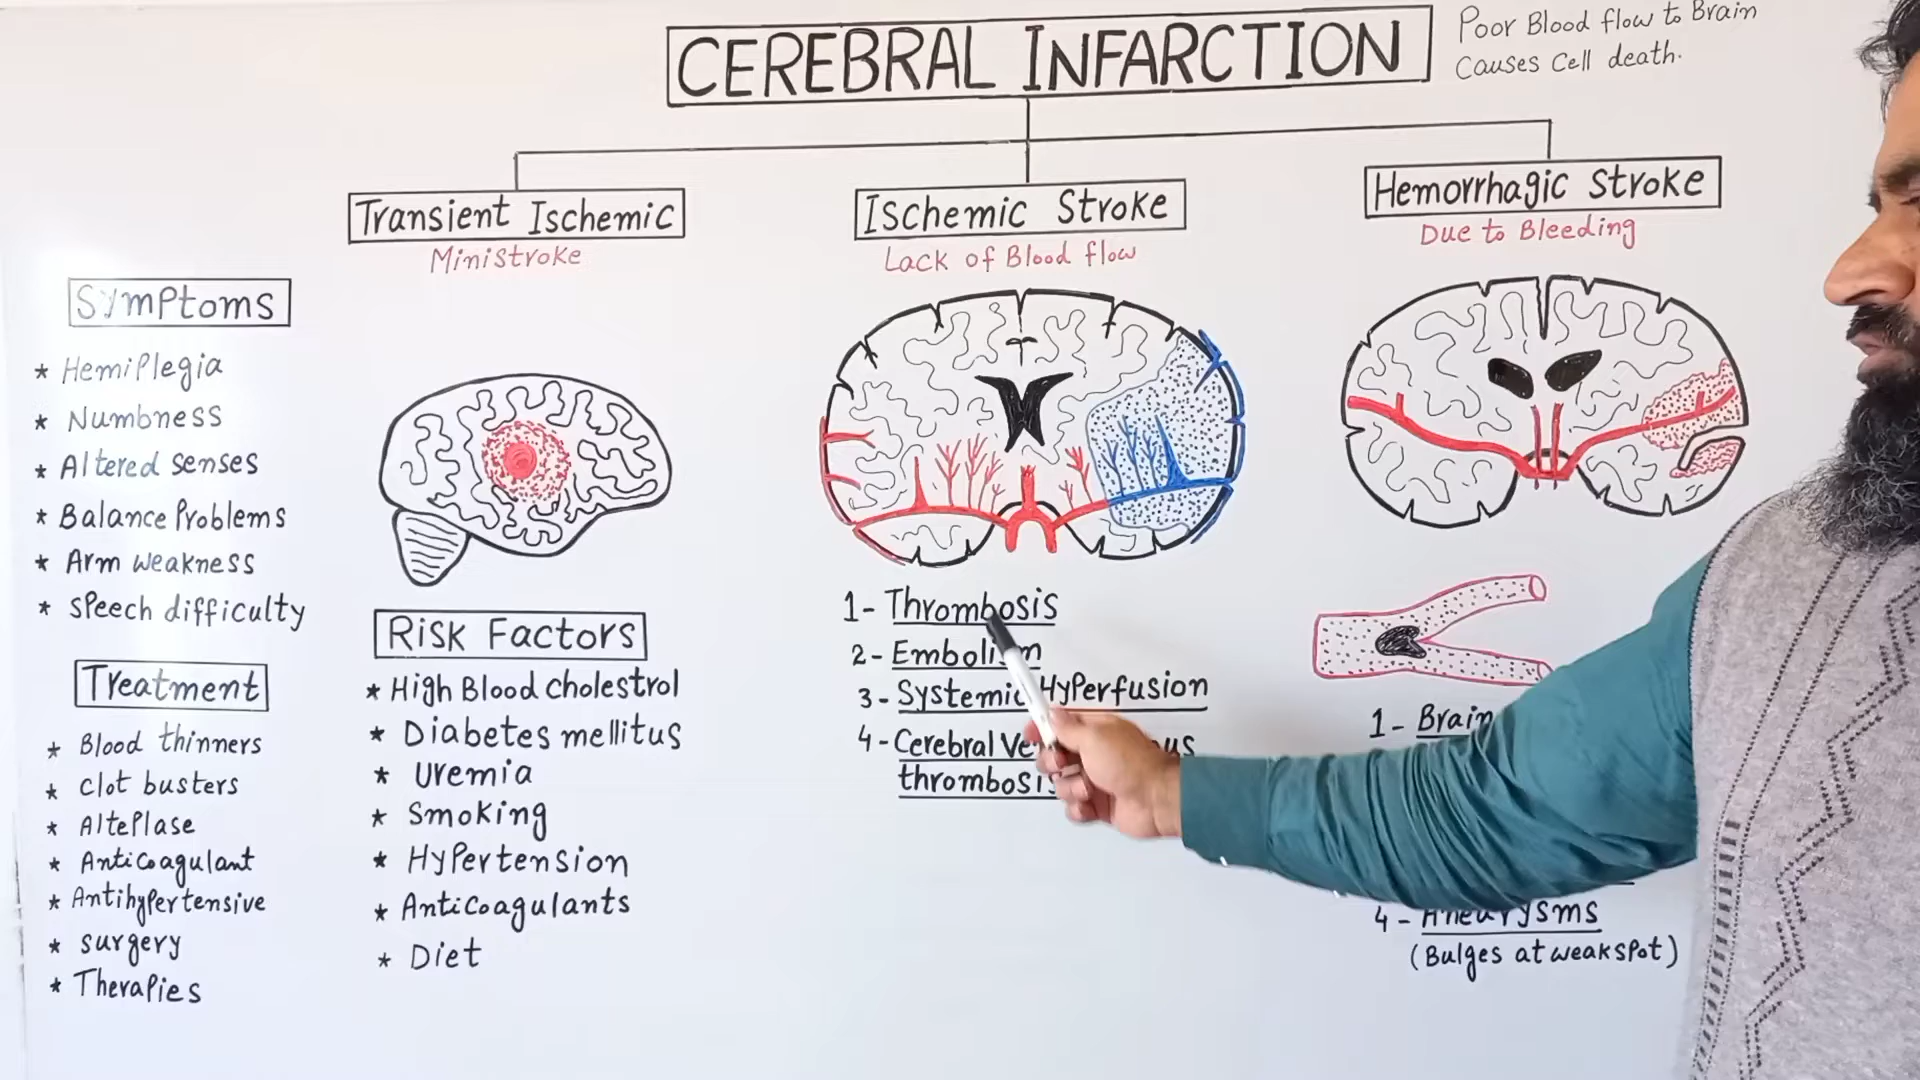 CEREBRAL INFARCTION
Poor Blood flow to Brain
Causes Cell death.
Transient Ischemic
Ministroke
Ischemic Stroke
Lack of Blood flow
Hemorrhagic Stroke
Due to Bleeding
Symptoms
* Hemiplegia
* Numbness
* Altered senses
* Balance Problems
* Arm weakness
* Speech difficulty
Treatment
* Blood thinners
* Clot busters
* Alteplase
* Anticoagulant
* Antihypertensive
* Surgery
* Therapies
Risk Factors
* High Blood cholestrol
* Diabetes mellitus
* Uremia
* Smoking
* Hypertension
* Anticoagulants
* Diet
1- Thrombosis
2- Embolism
3- Systemic Hyperfusion
4- Cerebral
thrombosis
1- Brain
4- Aneurysms
(Bulges at weak spot)